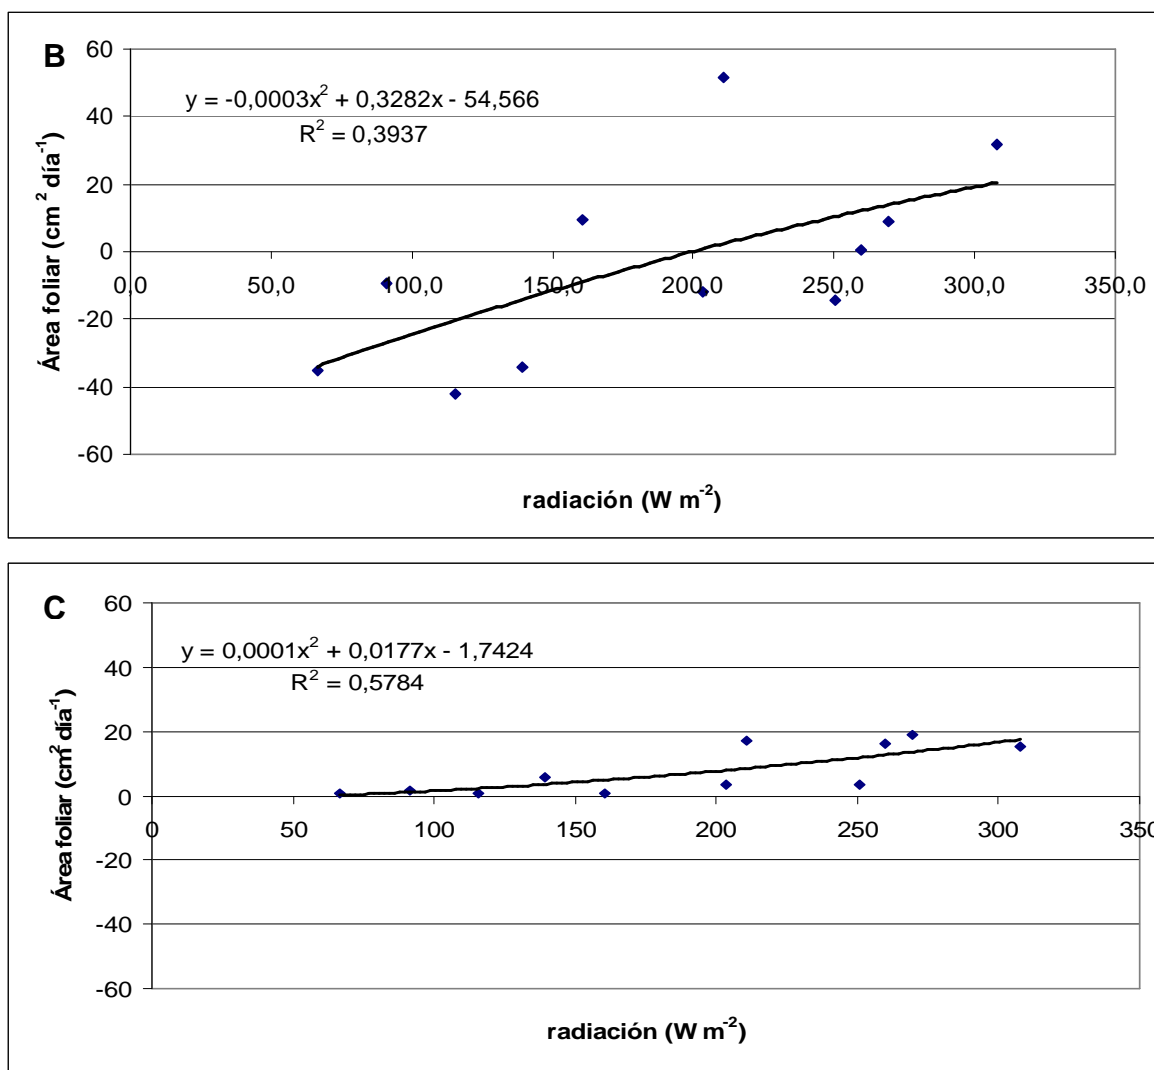 B
60
y = -0,0003x² + 0,3282x - 54,566
R² = 0,3937
40
20
0
-20
-40
-60
0,0 50,0 100,0 150,0 200,0 250,0 300,0 350,0
Área foliar (cm² día⁻¹)
radiación (W m⁻²)
C
60
y = 0,0001x² + 0,0177x - 1,7424
R² = 0,5784
40
20
0
-20
-40
-60
0 50 100 150 200 250 300 350
Área foliar (cm² día⁻¹)
radiación (W m⁻²)